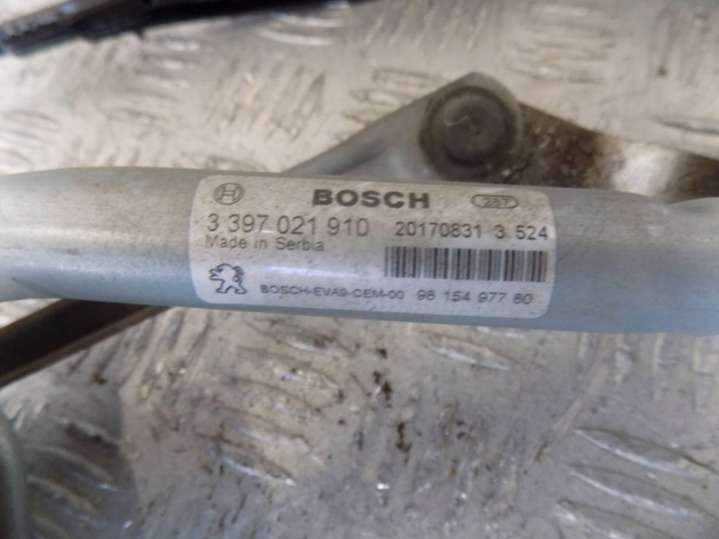 BOSCH 287
3 397 021 910 20170831 3 524
Made in Serbia
BOSCH-EVA9-CEM-00 98 154 977 80